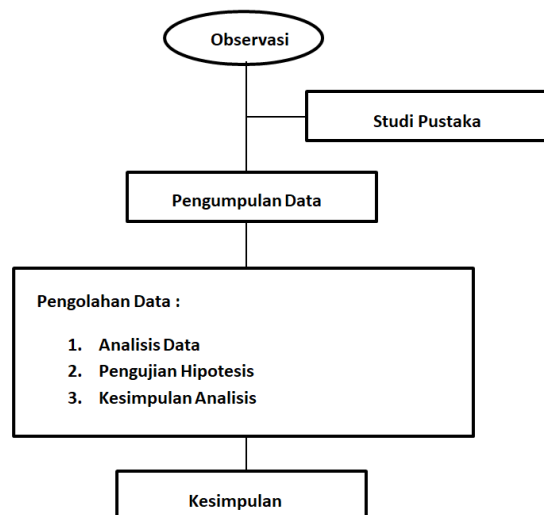 Observasi
Studi Pustaka
Pengumpulan Data
Pengolahan Data :
1. Analisis Data
2. Pengujian Hipotesis
3. Kesimpulan Analisis
Kesimpulan